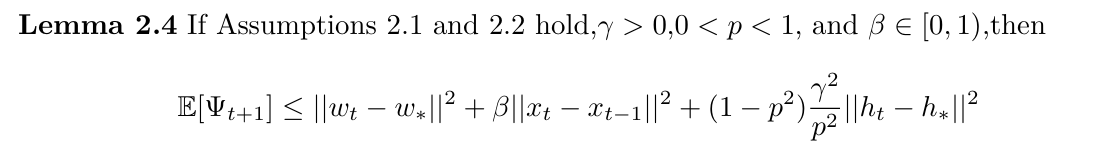 Lemma 2.4 If Assumptions 2.1 and 2.2 hold,γ > 0,0 < p < 1, and β ∈ [0, 1),then
𝔼[Ψ_{t+1}] ≤ ||w_t − w_*||^2 + β||x_t − x_{t−1}||^2 + (1 − p^2)\frac{γ^2}{p^2}||h_t − h_*||^2